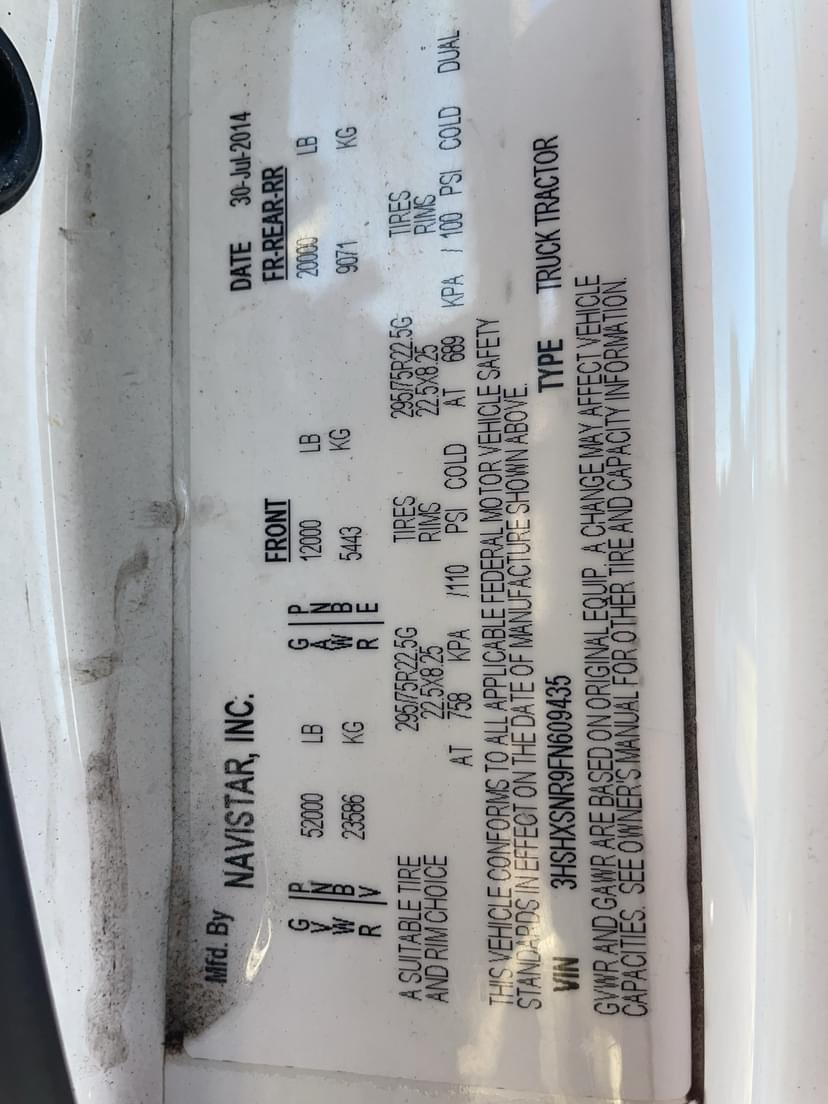 Mfd. By NAVISTAR, INC. DATE 30-Jul-2014
FRONT FR-REAR-RR
G P 52000 LB G P 12000 LB 20000 LB
V N A N
W B 23586 KG W B 5443 KG 9071 KG
R V R E
A SUITABLE TIRE 295/75R22.5G TIRES 295/75R22.5G TIRES
AND RIM CHOICE 22.5X8.25 RIMS 22.5X8.25 RIMS
AT 758 KPA /110 PSI COLD AT 689 KPA / 100 PSI COLD DUAL
THIS VEHICLE CONFORMS TO ALL APPLICABLE FEDERAL MOTOR VEHICLE SAFETY
STANDARDS IN EFFECT ON THE DATE OF MANUFACTURE SHOWN ABOVE.
VIN 3HSHXSNR9FN609435 TYPE TRUCK TRACTOR
GVWR AND GAWR ARE BASED ON ORIGINAL EQUIP. A CHANGE MAY AFFECT VEHICLE
CAPACITIES. SEE OWNER'S MANUAL FOR OTHER TIRE AND CAPACITY INFORMATION.